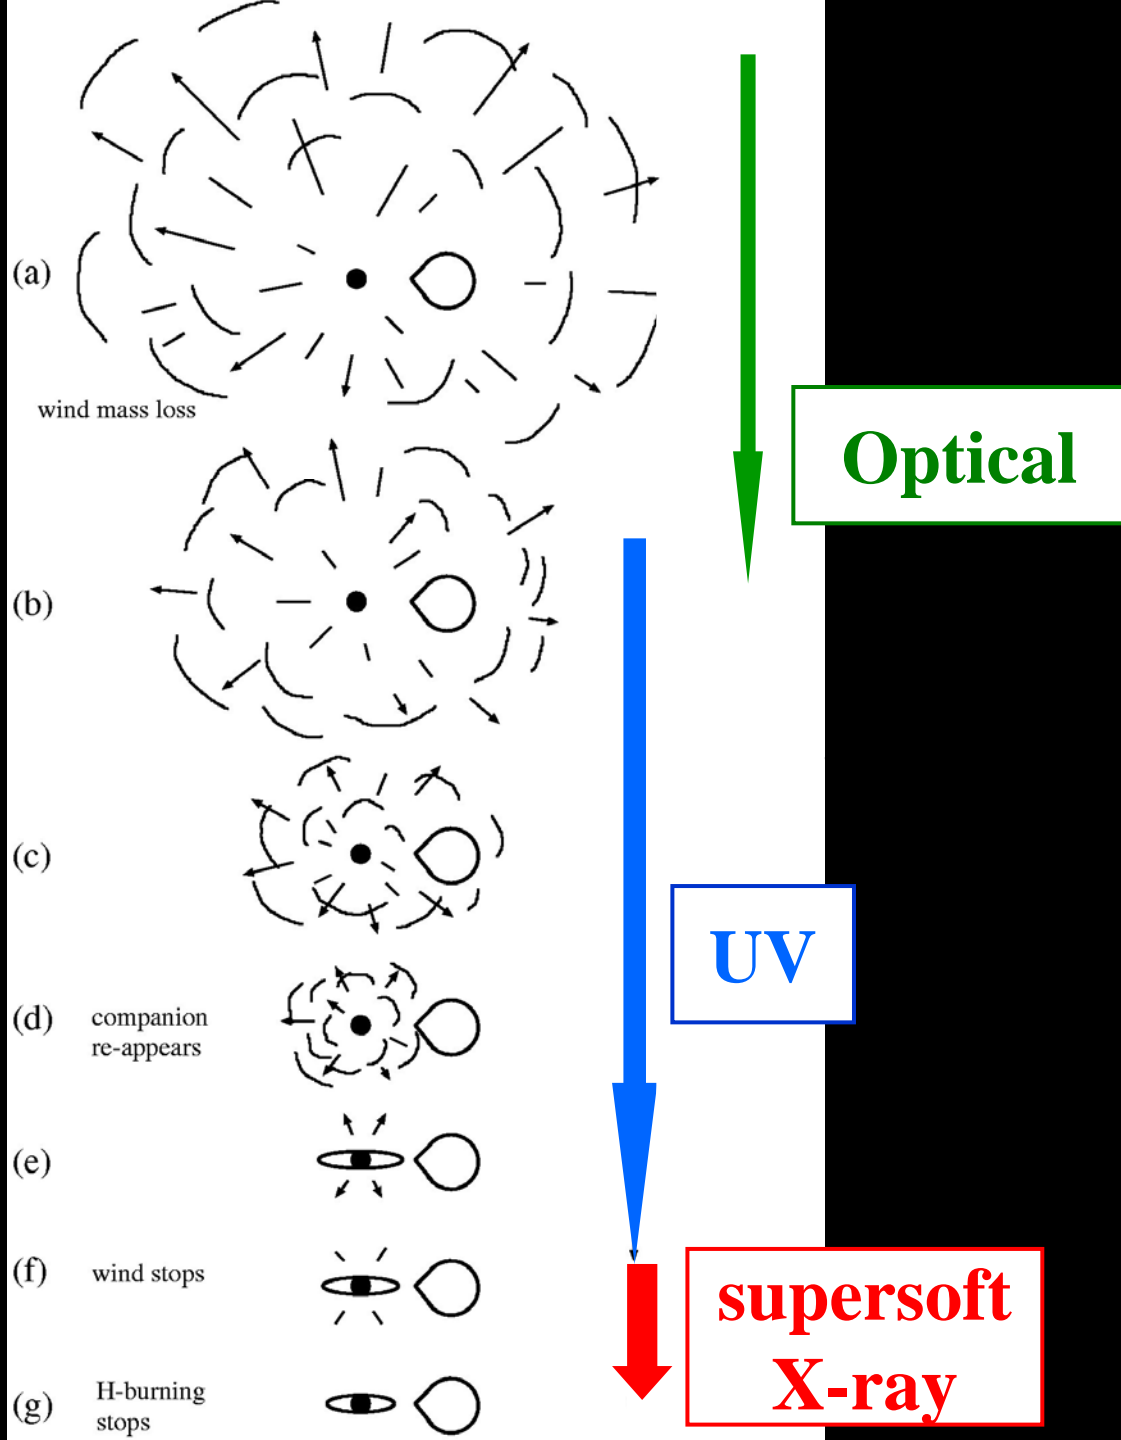 (a)
wind mass loss
Optical
(b)
(c)
UV
(d)
companion
re-appears
(e)
(f)
wind stops
supersoft
X-ray
(g)
H-burning
stops